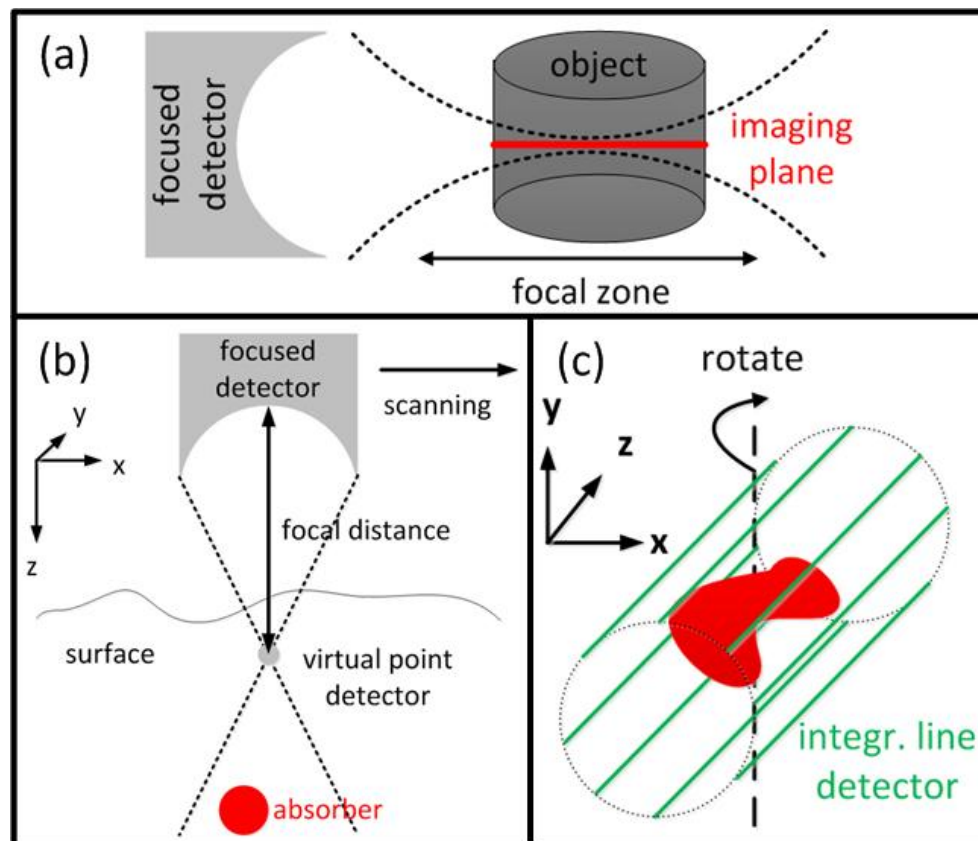 (a)
focused
detector
object
imaging
plane
focal zone
(b)
focused
detector
scanning
y
x
z
focal distance
surface
virtual point
detector
absorber
(c)
rotate
y
z
x
integr. line
detector